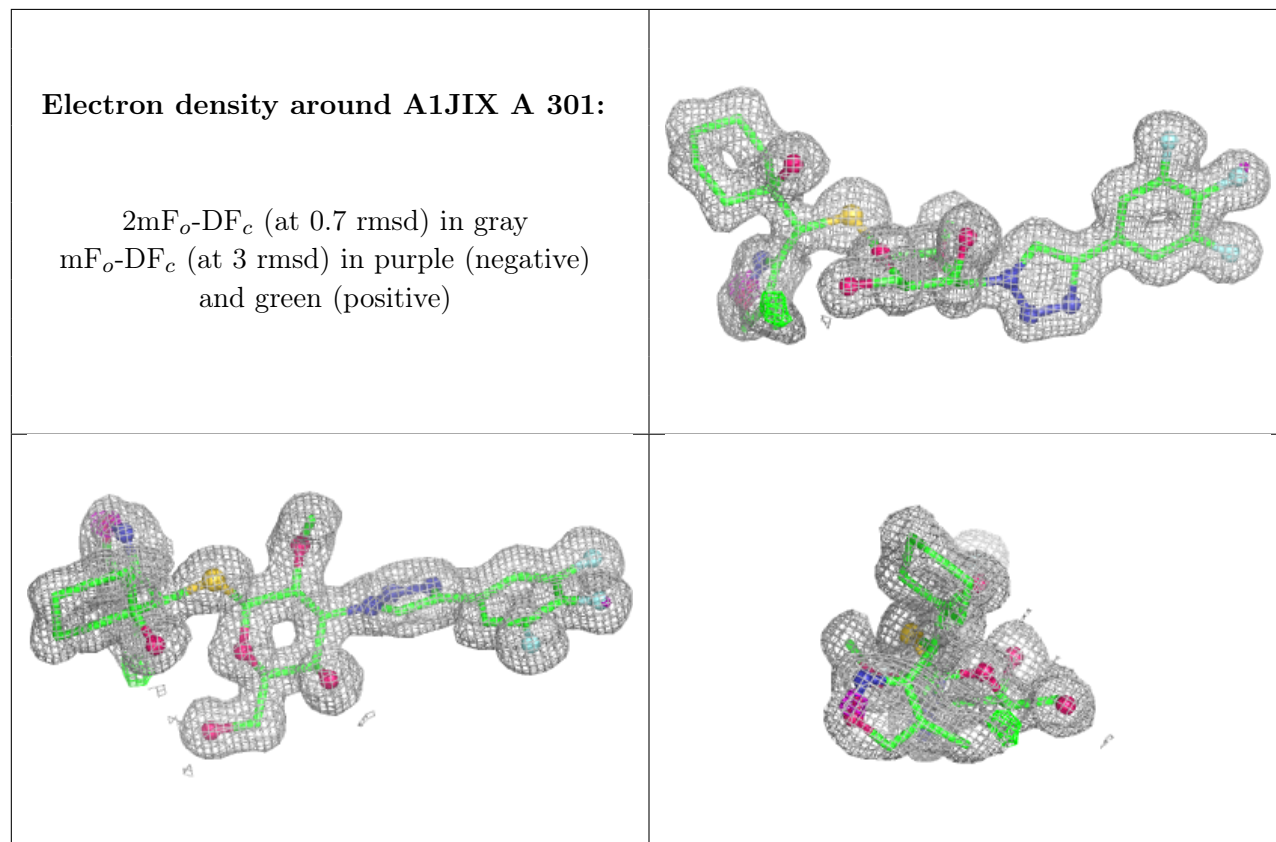 Electron density around A1JIX A 301:
2mFₒ-DF𝒸 (at 0.7 rmsd) in gray
mFₒ-DF𝒸 (at 3 rmsd) in purple (negative)
and green (positive)